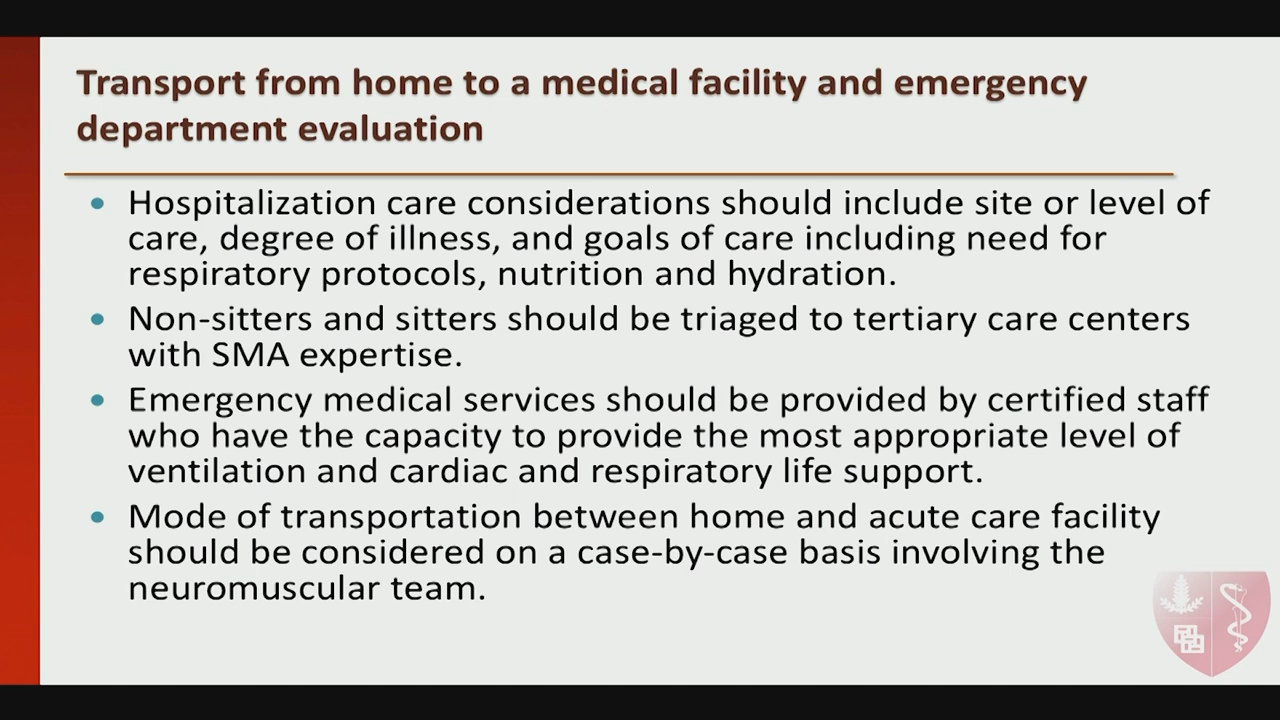 Transport from home to a medical facility and emergency
department evaluation
• Hospitalization care considerations should include site or level of
care, degree of illness, and goals of care including need for
respiratory protocols, nutrition and hydration.
• Non-sitters and sitters should be triaged to tertiary care centers
with SMA expertise.
• Emergency medical services should be provided by certified staff
who have the capacity to provide the most appropriate level of
ventilation and cardiac and respiratory life support.
• Mode of transportation between home and acute care facility
should be considered on a case-by-case basis involving the
neuromuscular team.